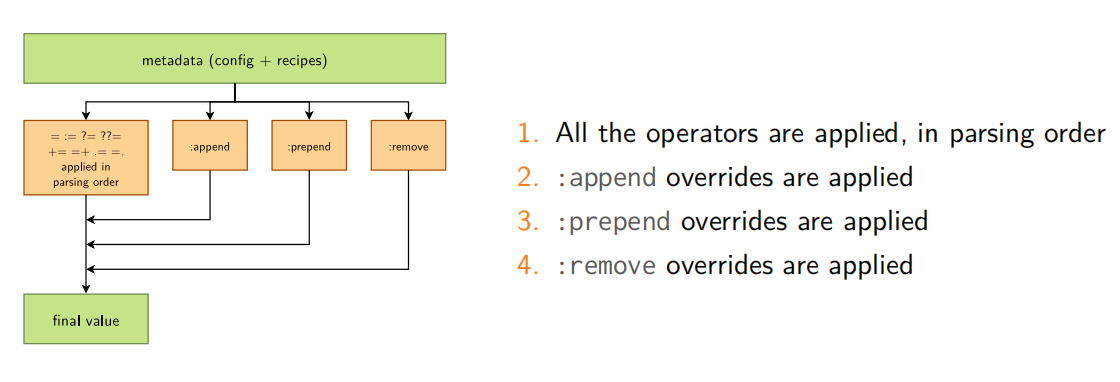 metadata (config + recipes)
= := ?= ??=
+= =+ .= =.
applied in
parsing order
:append
:prepend
:remove
final value
1. All the operators are applied, in parsing order
2. :append overrides are applied
3. :prepend overrides are applied
4. :remove overrides are applied